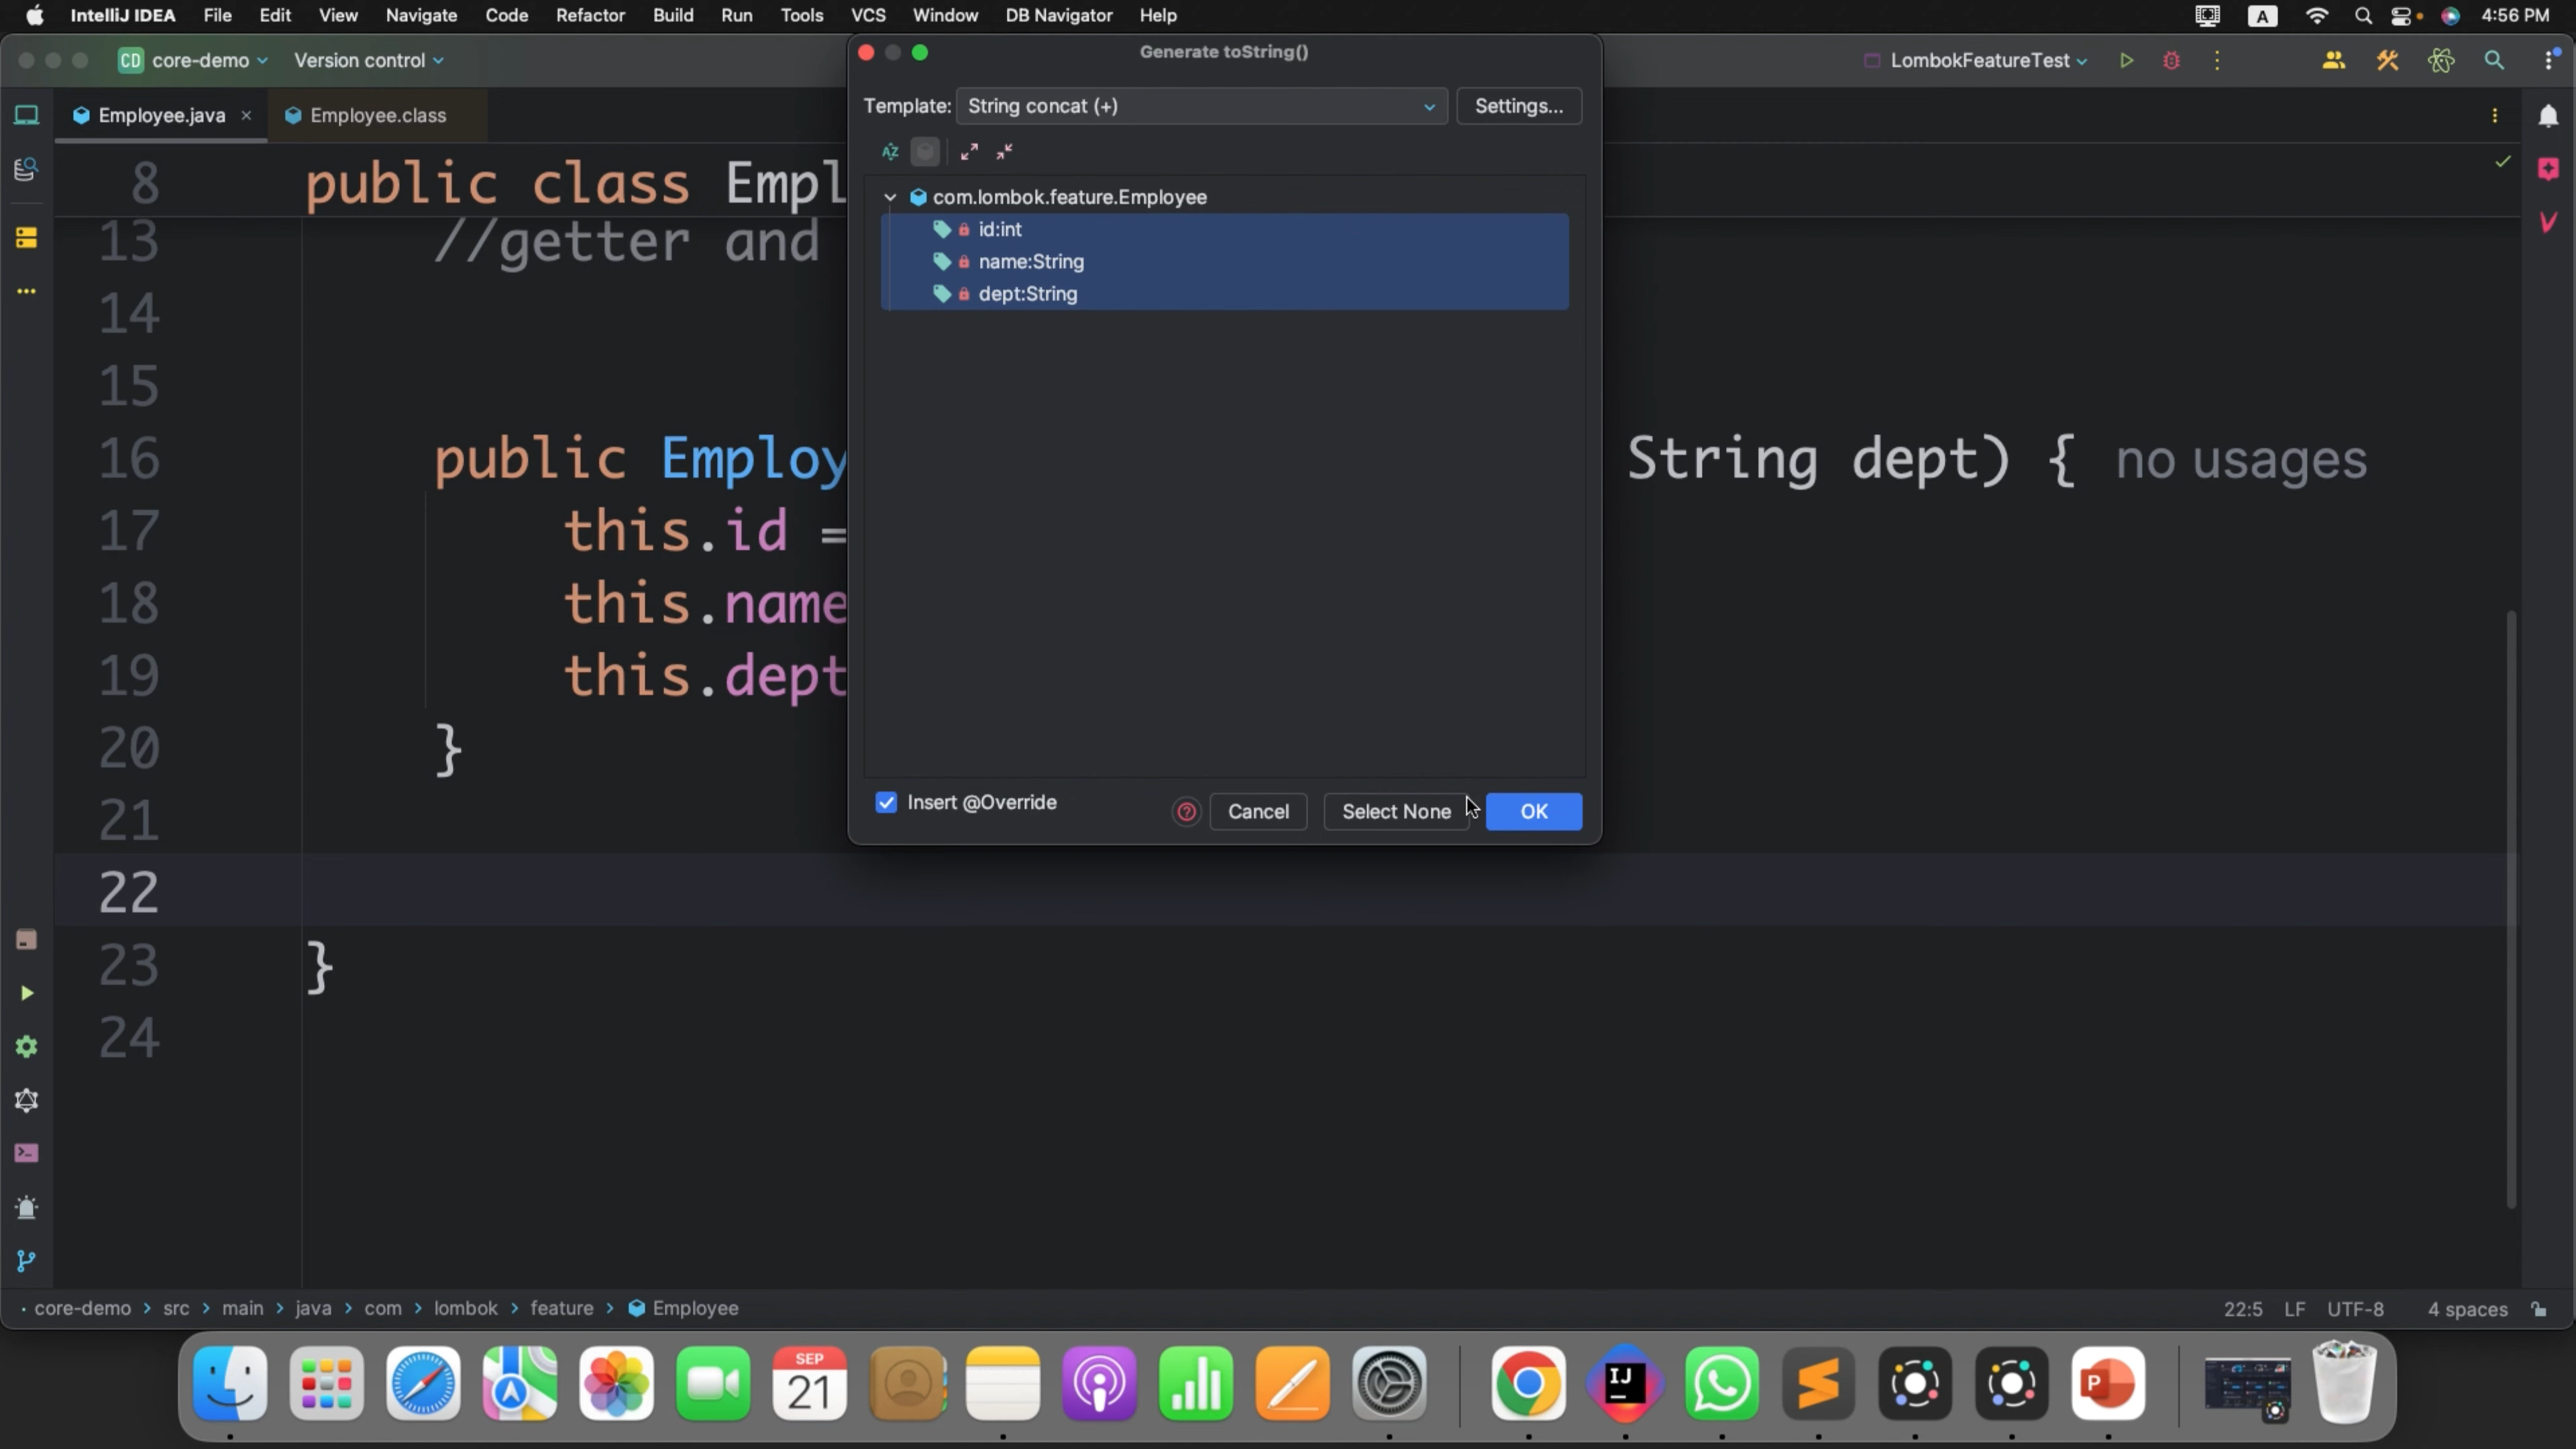 IntelliJ IDEA File Edit View Navigate Code Refactor Build Run Tools VCS Window DB Navigator Help A 4:56 PM
CD core-demo Version control LombokFeatureTest
Generate toString()
Employee.java Employee.class
Template: String concat (+) Settings...
com.lombok.feature.Employee
id:int
name:String
dept:String
8 public class Empl
13 //getter and
14
15
16 public Employ String dept) { no usages
17 this.id =
18 this.name
19 this.dept
20 }
21
22
23 }
24
Insert @Override ? Cancel Select None OK
core-demo > src > main > java > com > lombok > feature > Employee 22:5 LF UTF-8 4 spaces
SEP
21
IJ
P